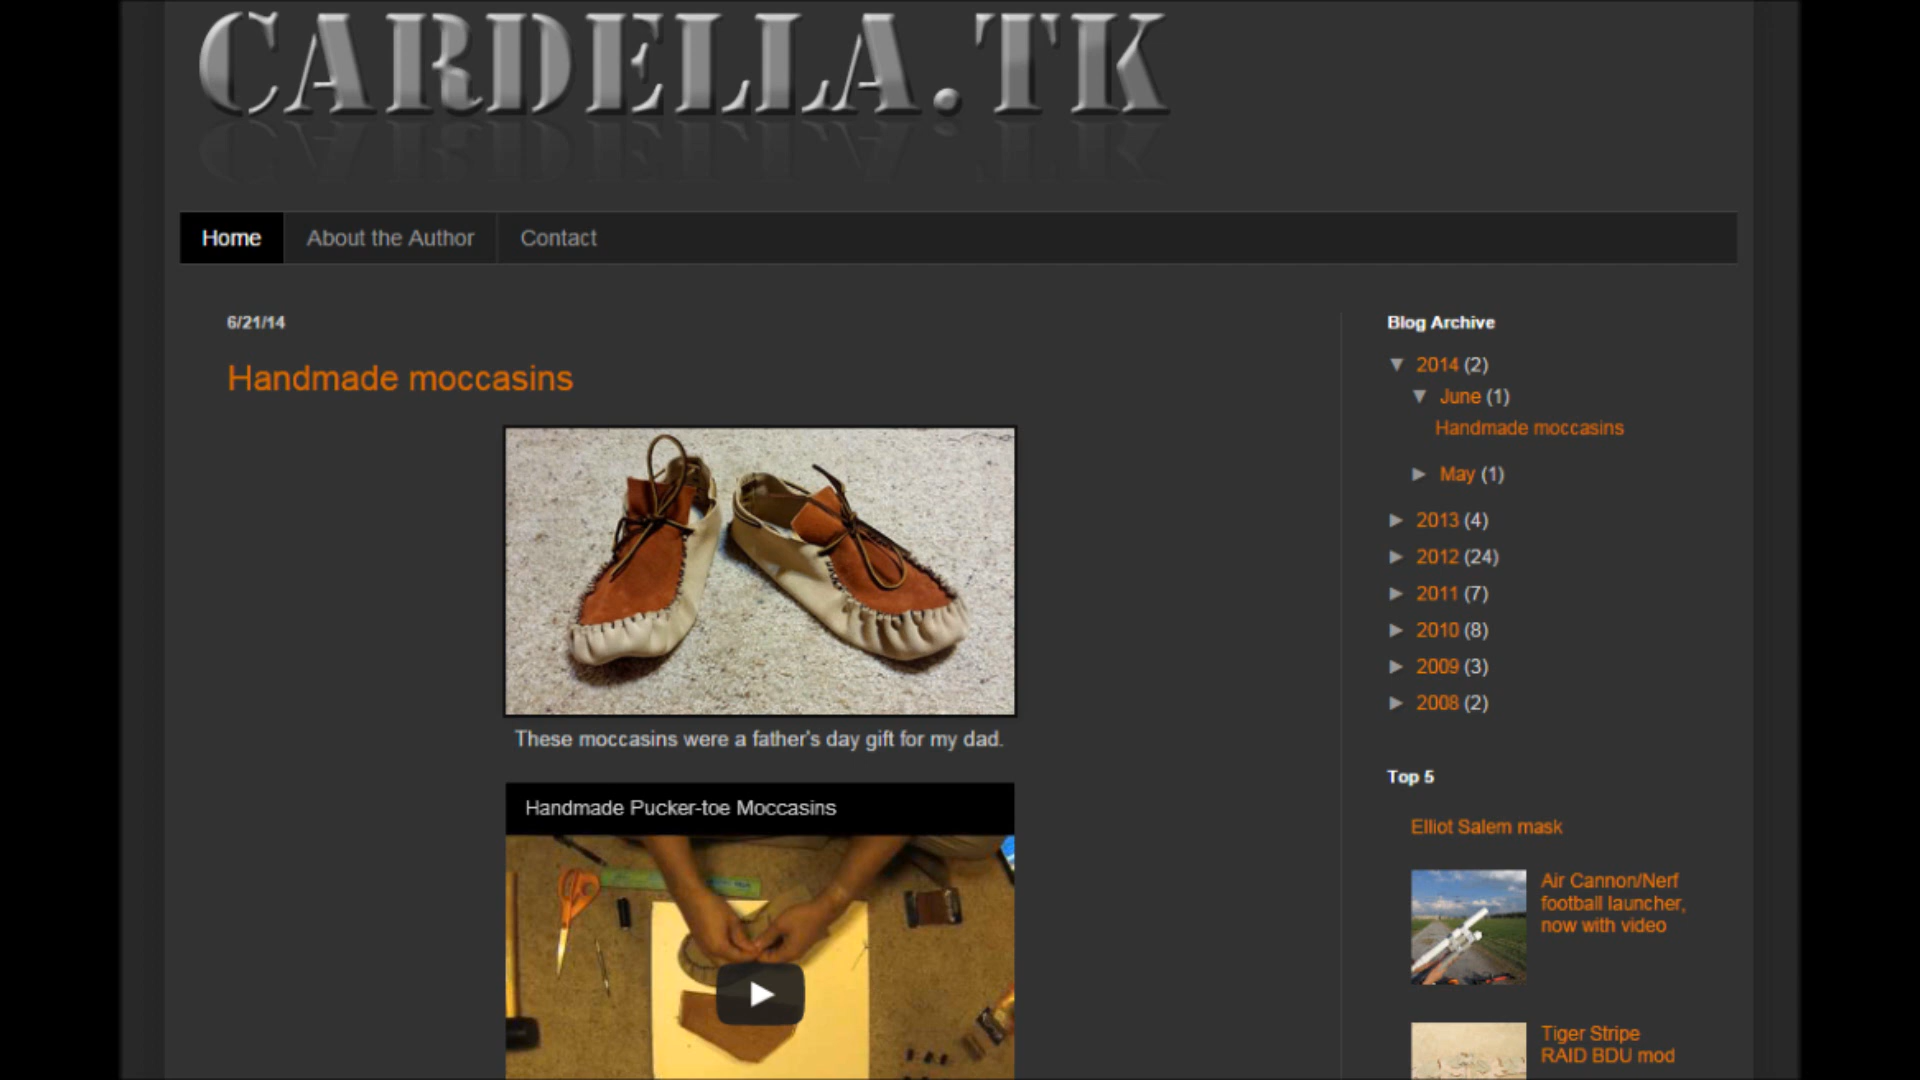 CARDELLA.TK
Home
About the Author
Contact
6/21/14
Handmade moccasins
These moccasins were a father's day gift for my dad.
Handmade Pucker-toe Moccasins
Blog Archive
▼ 2014 (2)
▼ June (1)
Handmade moccasins
► May (1)
► 2013 (4)
► 2012 (24)
► 2011 (7)
► 2010 (8)
► 2009 (3)
► 2008 (2)
Top 5
Elliot Salem mask
Air Cannon/Nerf
football launcher,
now with video
Tiger Stripe
RAID BDU mod